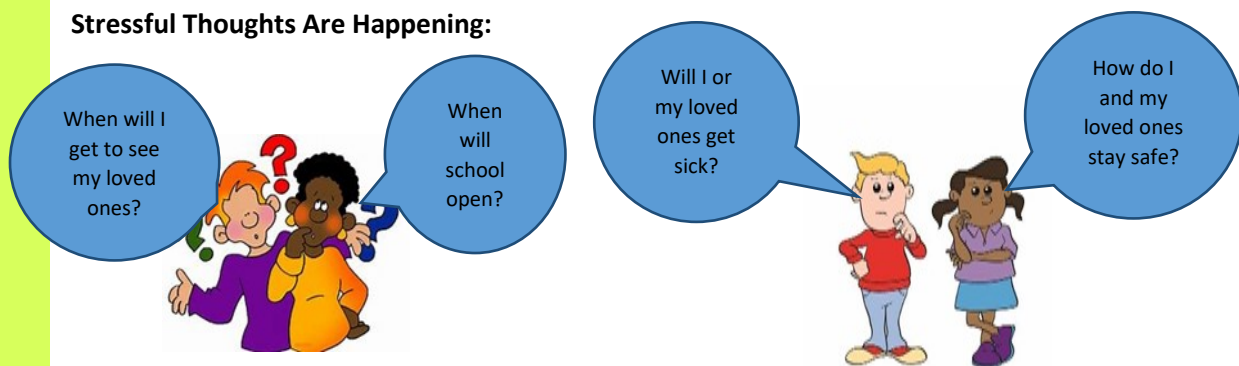 Stressful Thoughts Are Happening:
When will I
get to see
my loved
ones?
When
will
school
open?
Will I or
my loved
ones get
sick?
How do I
and my
loved ones
stay safe?